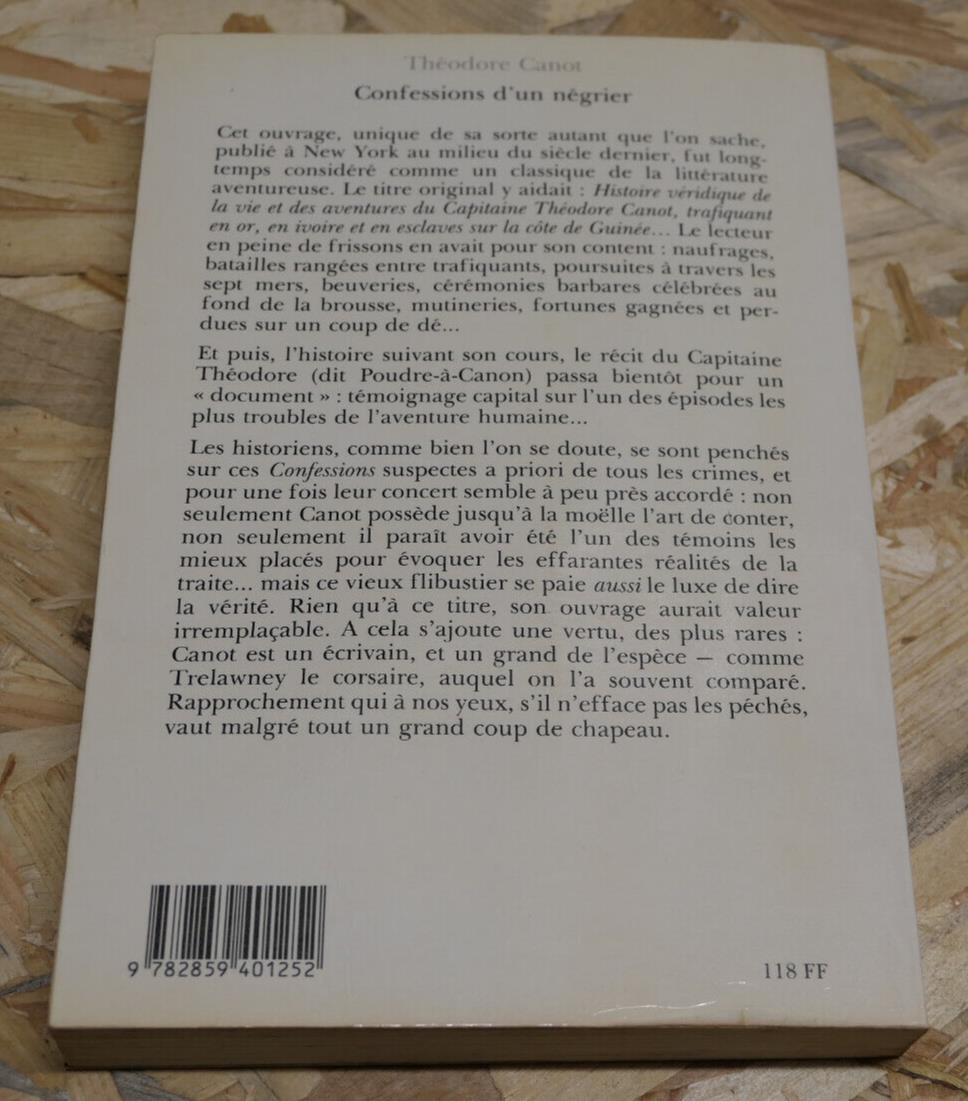 Théodore Canot
Confessions d'un négrier
Cet ouvrage, unique de sa sorte autant que l'on sache,
publié à New York au milieu du siècle dernier, fut long-
temps considéré comme un classique de la littérature
aventureuse. Le titre original y aidait : Histoire véridique de
la vie et des aventures du Capitaine Théodore Canot, trafiquant
en or, en ivoire et en esclaves sur la côte de Guinée... Le lecteur
en peine de frissons en avait pour son content : naufrages,
batailles rangées entre trafiquants, poursuites à travers les
sept mers, beuveries, cérémonies barbares célébrées au
fond de la brousse, mutineries, fortunes gagnées et per-
dues sur un coup de dé...
Et puis, l'histoire suivant son cours, le récit du Capitaine
Théodore (dit Poudre-à-Canon) passa bientôt pour un
« document » : témoignage capital sur l'un des épisodes les
plus troubles de l'aventure humaine...
Les historiens, comme bien l'on se doute, se sont penchés
sur ces Confessions suspectes a priori de tous les crimes, et
pour une fois leur concert semble à peu près accordé : non
seulement Canot possède jusqu'à la moëlle l'art de conter,
non seulement il paraît avoir été l'un des témoins les
mieux placés pour évoquer les effarantes réalités de la
traite... mais ce vieux flibustier se paie aussi le luxe de dire
la vérité. Rien qu'à ce titre, son ouvrage aurait valeur
irremplaçable. A cela s'ajoute une vertu, des plus rares :
Canot est un écrivain, et un grand de l'espèce — comme
Trelawney le corsaire, auquel on l'a souvent comparé.
Rapprochement qui à nos yeux, s'il n'efface pas les péchés,
vaut malgré tout un grand coup de chapeau.
9 782859 401252
118 FF